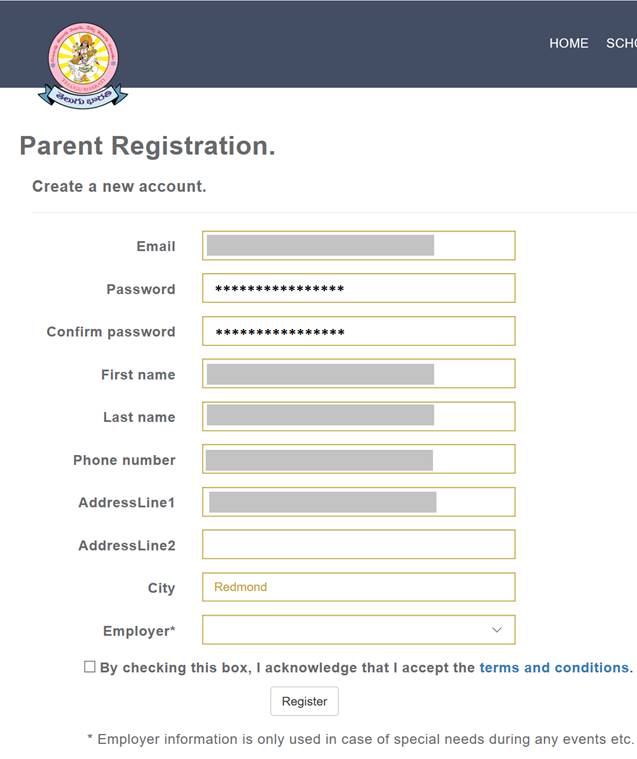 HOME SCHO
తెలుగు భారతి
Parent Registration.
Create a new account.
Email
Password ****************
Confirm password ****************
First name
Last name
Phone number
AddressLine1
AddressLine2
City Redmond
Employer*
By checking this box, I acknowledge that I accept the terms and conditions.
Register
* Employer information is only used in case of special needs during any events etc.